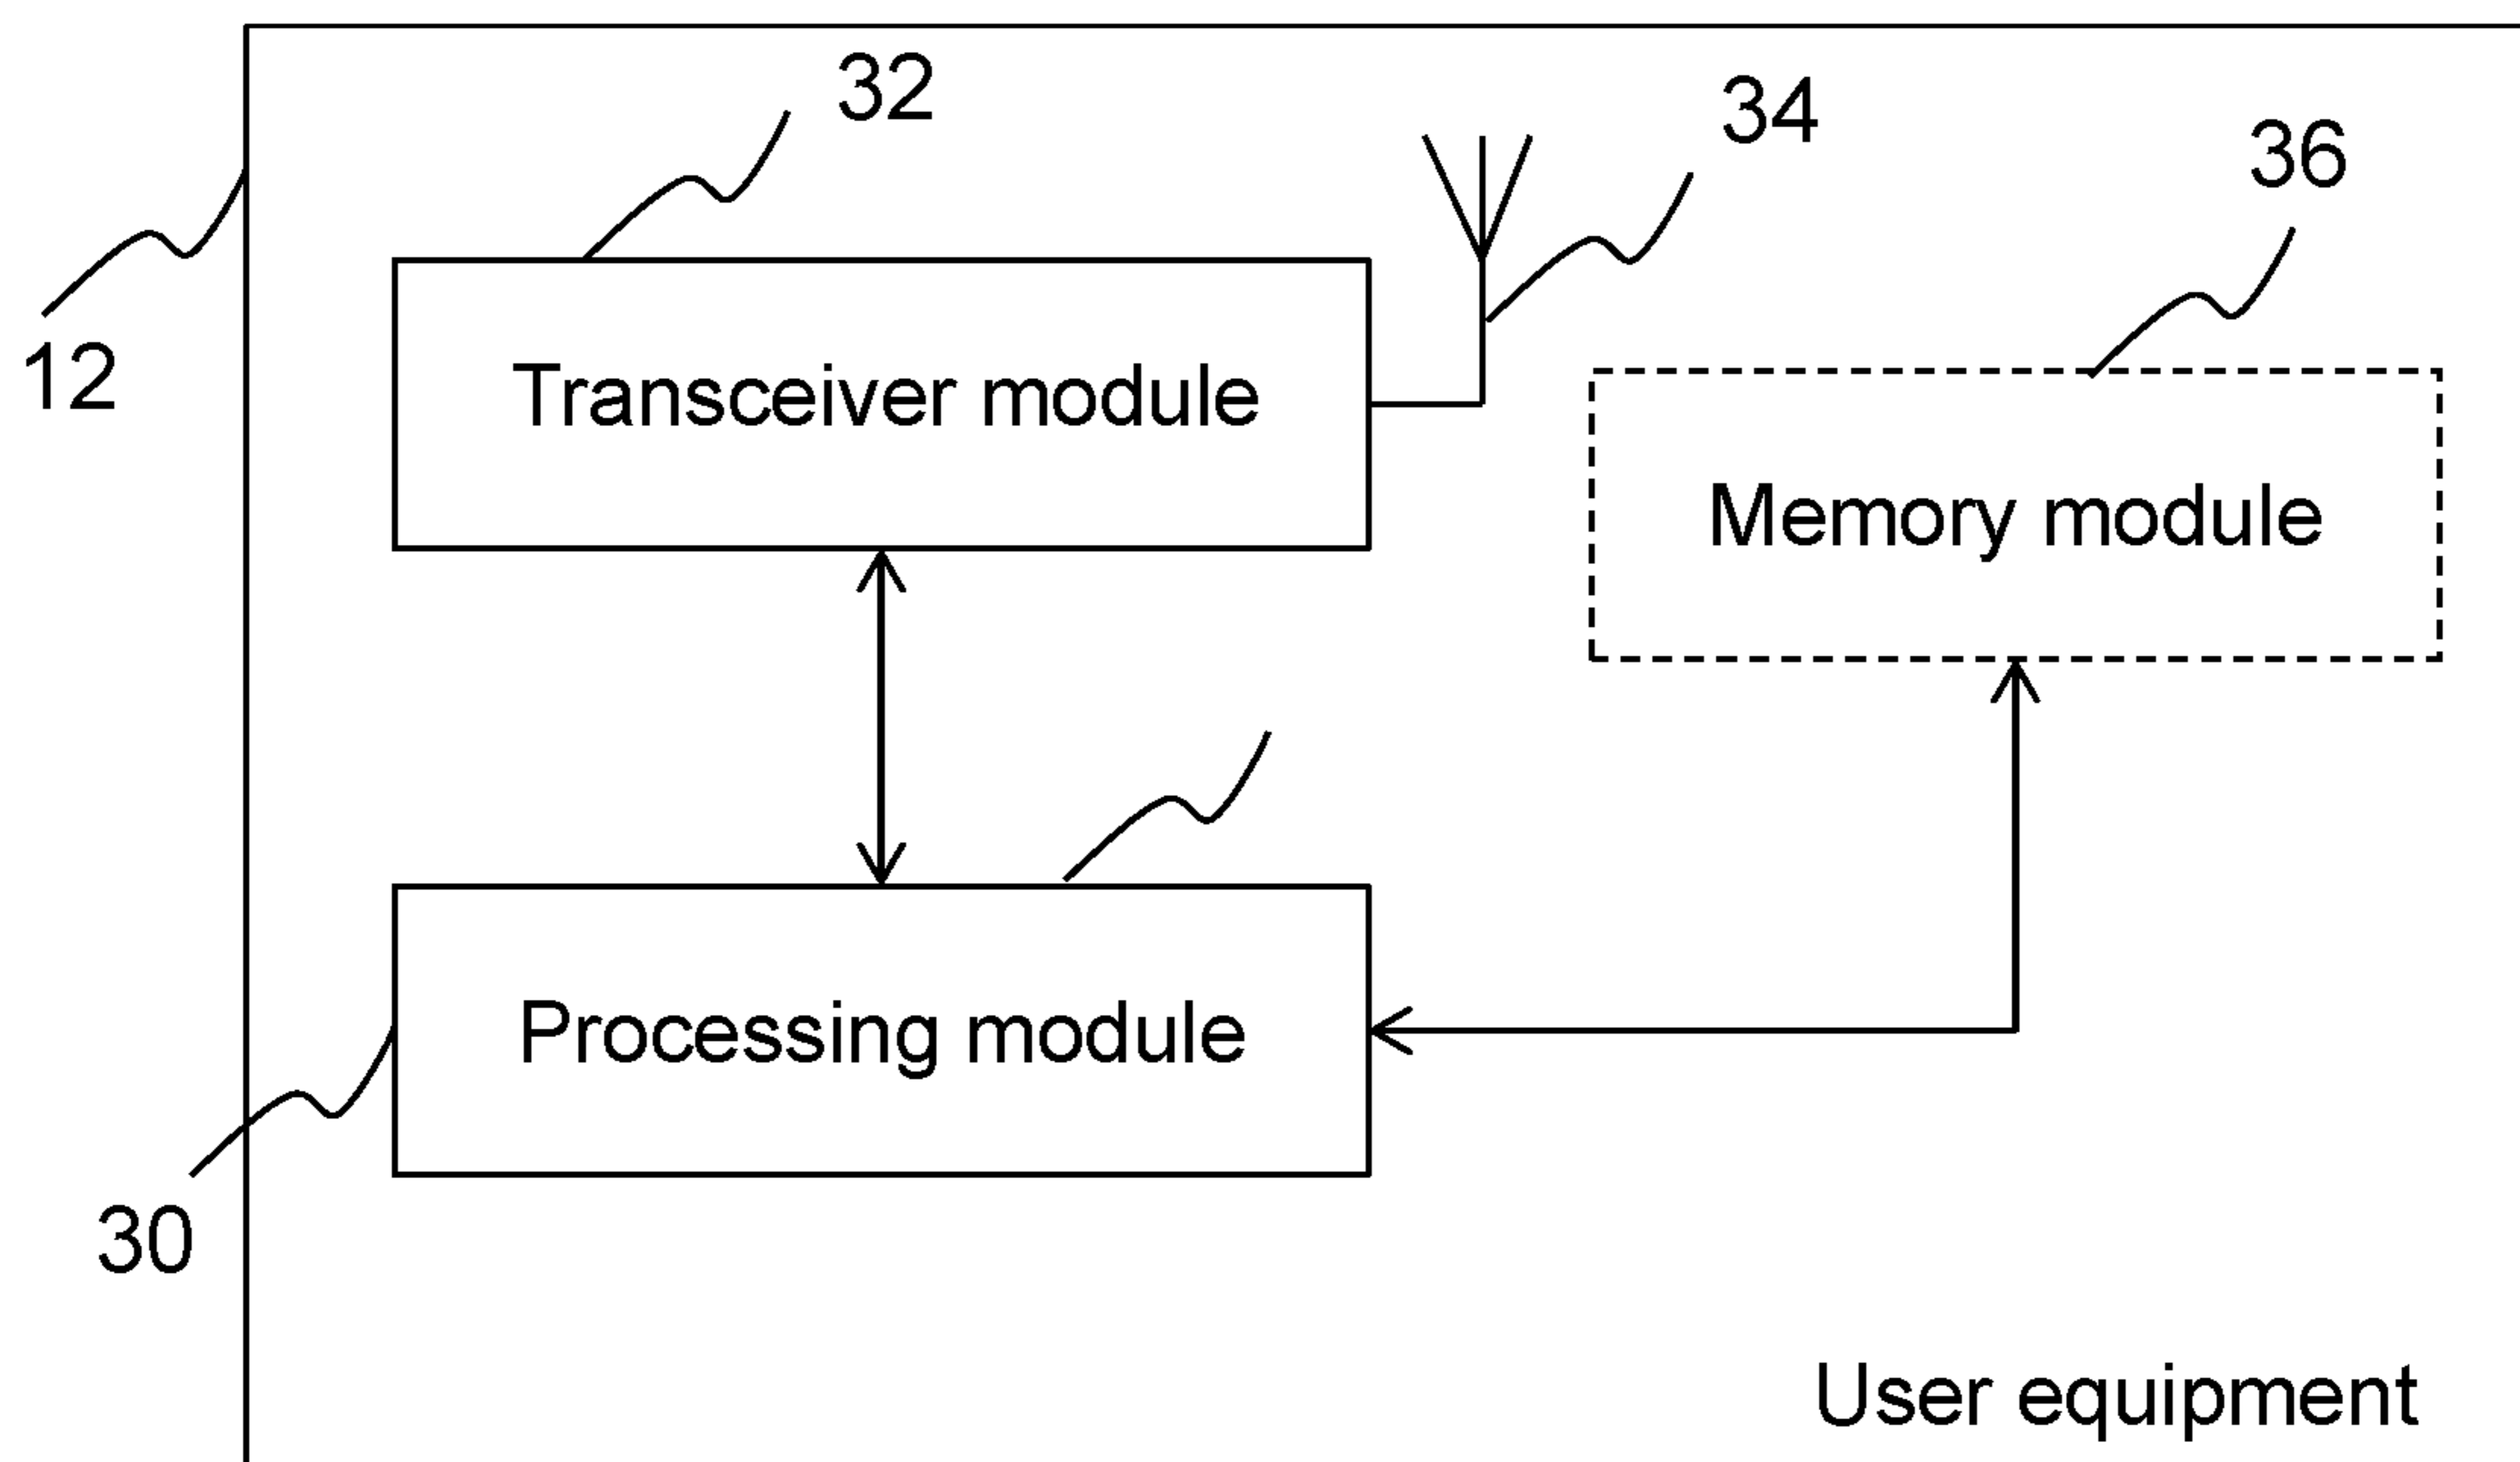 32
34
36
12
Transceiver module
Memory module
Processing module
30
User equipment